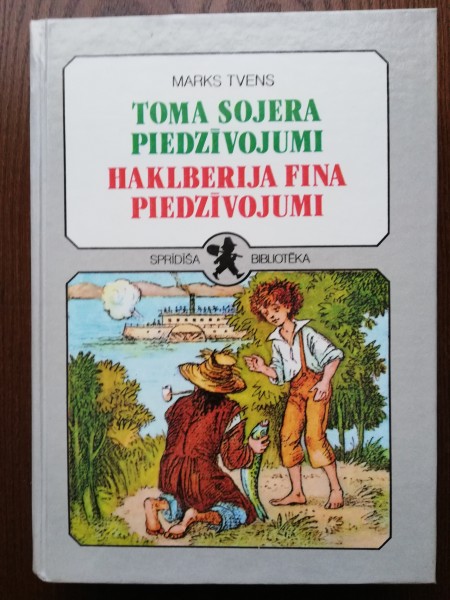 MARKS TVENS
TOMA SOJERA
PIEDZĪVOJUMI
HAKLBERIJA FINA
PIEDZĪVOJUMI
SPRĪDĪŠA BIBLIOTĒKA